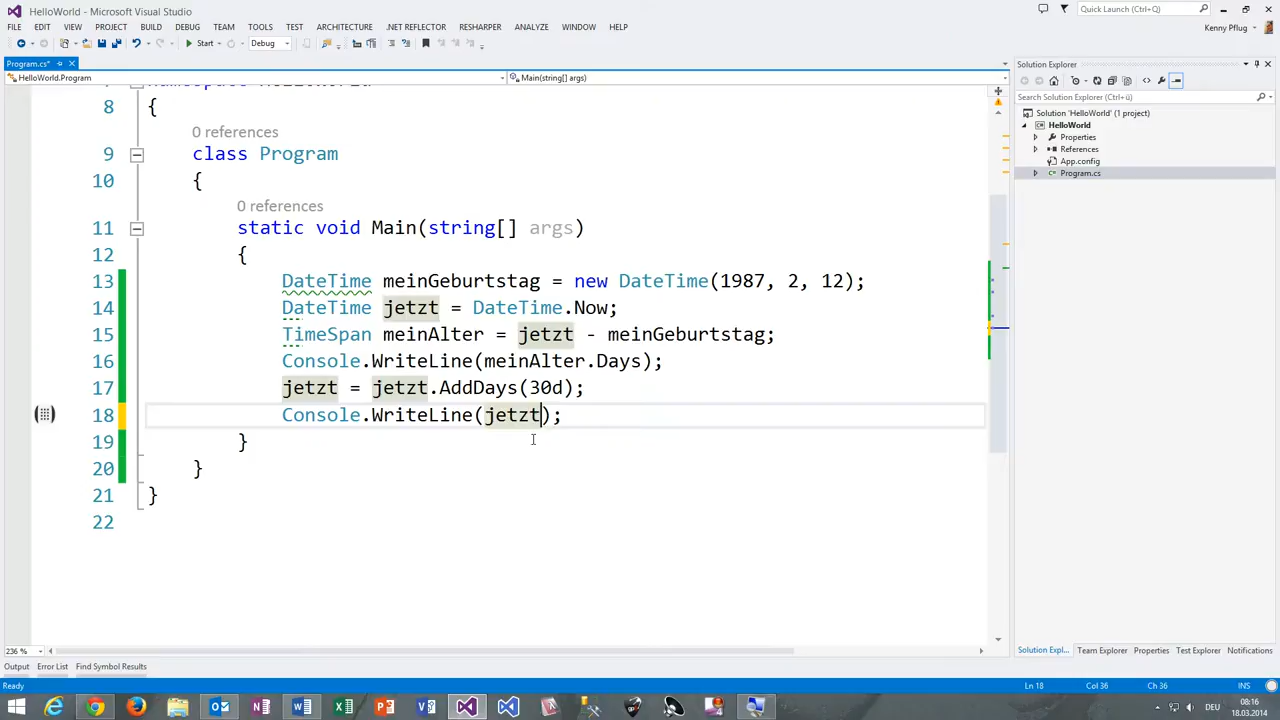 HelloWorld - Microsoft Visual Studio
Quick Launch (Ctrl+Q)
FILE EDIT VIEW PROJECT BUILD DEBUG TEAM TOOLS TEST ARCHITECTURE .NET REFLECTOR RESHARPER ANALYZE WINDOW HELP
Kenny Pflug
Start
Debug
Program.cs*
HelloWorld.Program
Main(string[] args)
8 {
0 references
9 class Program
10 {
0 references
11 static void Main(string[] args)
12 {
13 DateTime meinGeburtstag = new DateTime(1987, 2, 12);
14 DateTime jetzt = DateTime.Now;
15 TimeSpan meinAlter = jetzt - meinGeburtstag;
16 Console.WriteLine(meinAlter.Days);
17 jetzt = jetzt.AddDays(30d);
18 Console.WriteLine(jetzt);
19 }
20 }
21 }
22
236 %
Solution Explorer
Search Solution Explorer (Ctrl+ü)
Solution 'HelloWorld' (1 project)
HelloWorld
Properties
References
App.config
Program.cs
Solution Expl... Team Explorer Properties Test Explorer Notifications
Output Error List Find Symbol Results
Ready
Ln 18 Col 36 Ch 36 INS
DEU
08:16
18.03.2014